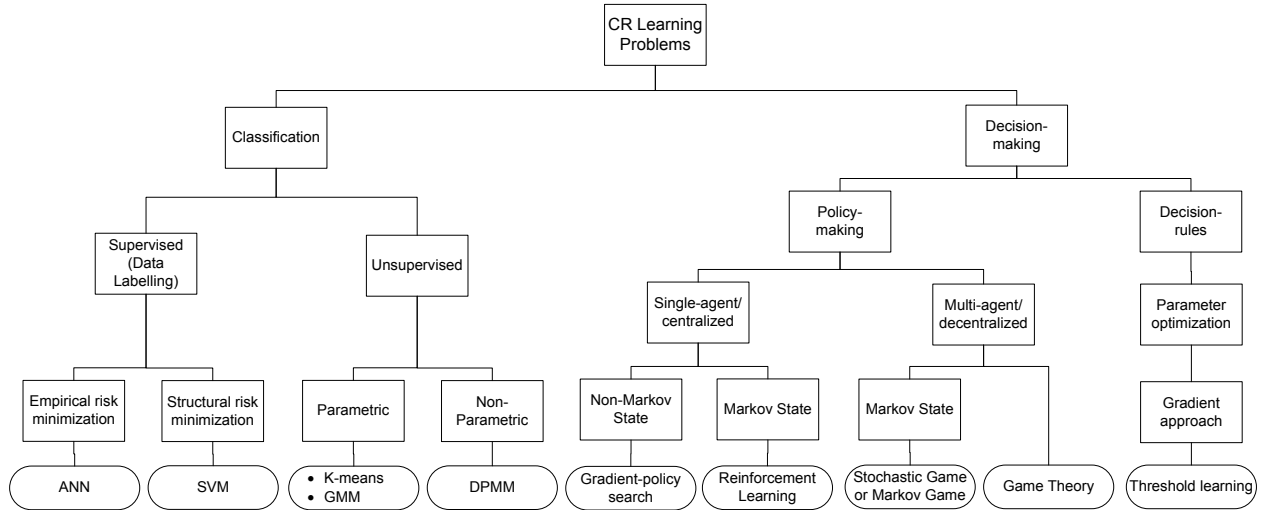 CR Learning
Problems
Classification
Decision-
making
Policy-
making
Decision-
rules
Supervised
(Data
Labelling)
Unsupervised
Single-agent/
centralized
Multi-agent/
decentralized
Parameter
optimization
Empirical risk
minimization
Structural risk
minimization
Parametric
Non-
Parametric
Non-Markov
State
Markov State
Markov State
Gradient
approach
ANN
SVM
• K-means
• GMM
DPMM
Gradient-policy
search
Reinforcement
Learning
Stochastic Game
or Markov Game
Game Theory
Threshold learning